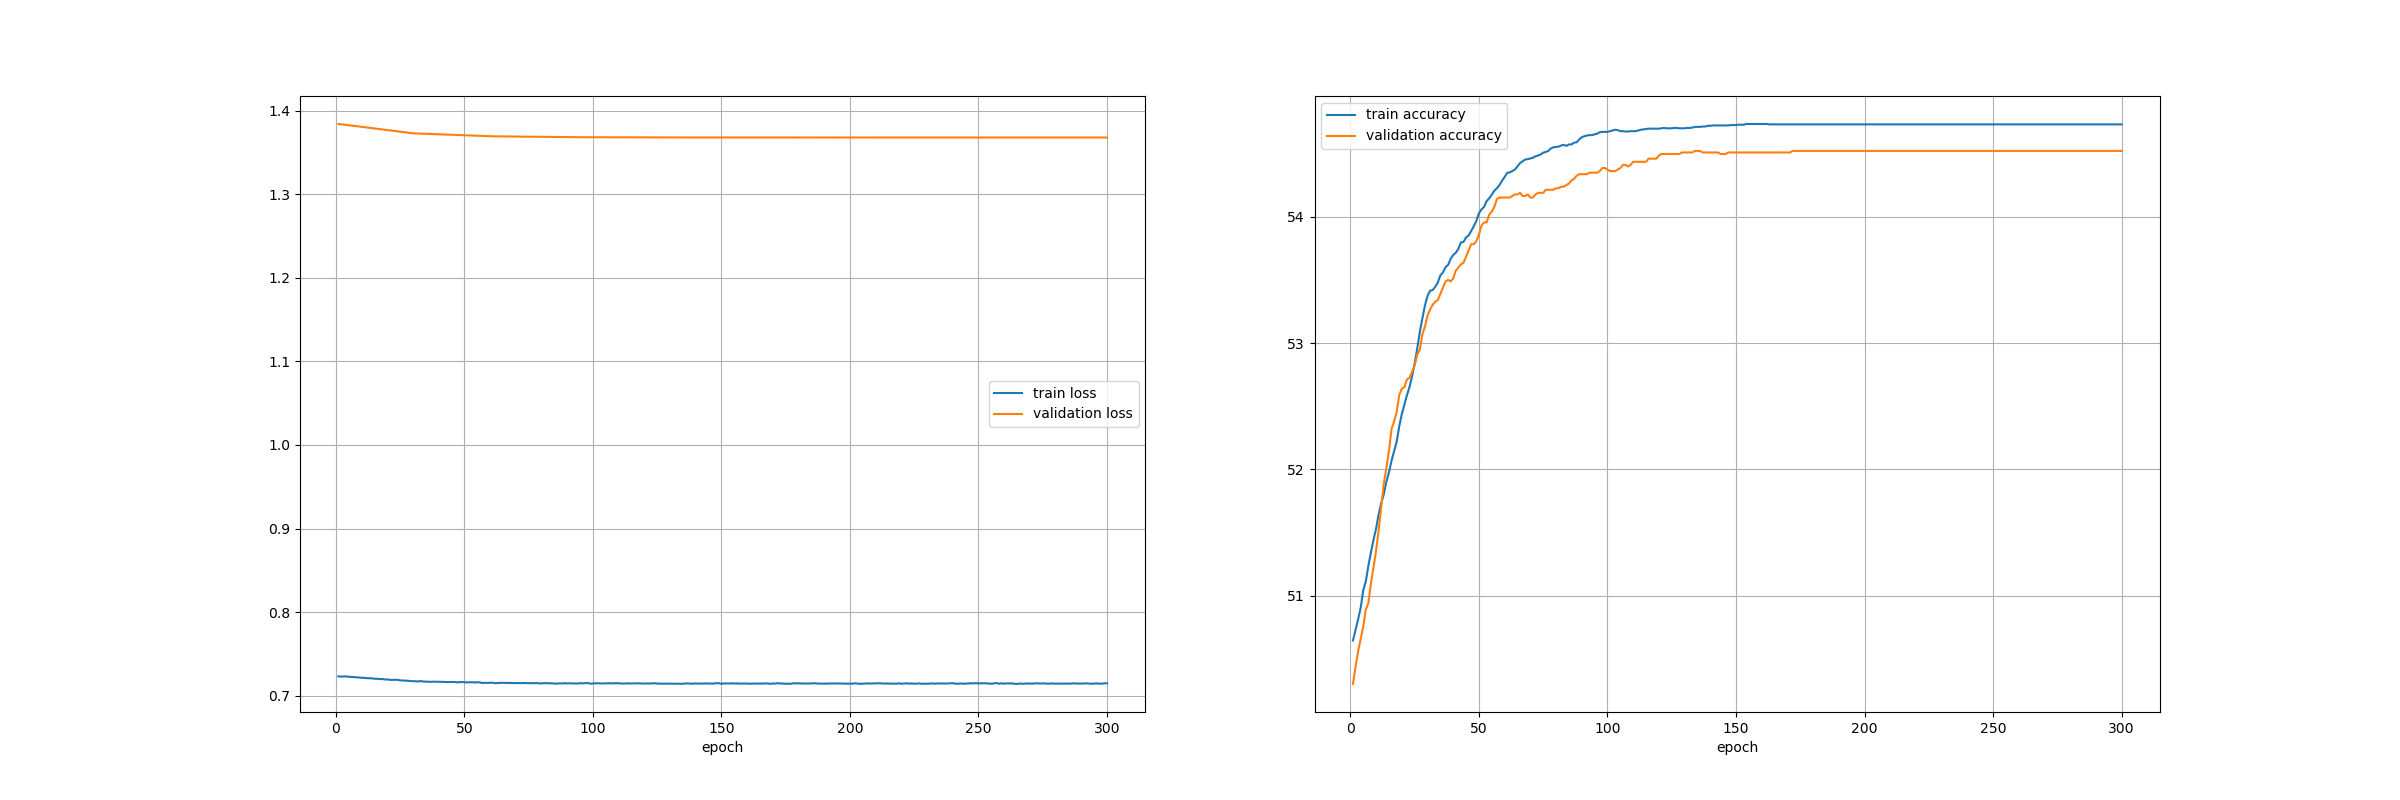 1.4
1.3
1.2
1.1
1.0
0.9
0.8
0.7
0 50 100 150 200 250 300
epoch
train loss
validation loss
train accuracy
validation accuracy
54
53
52
51
0 50 100 150 200 250 300
epoch